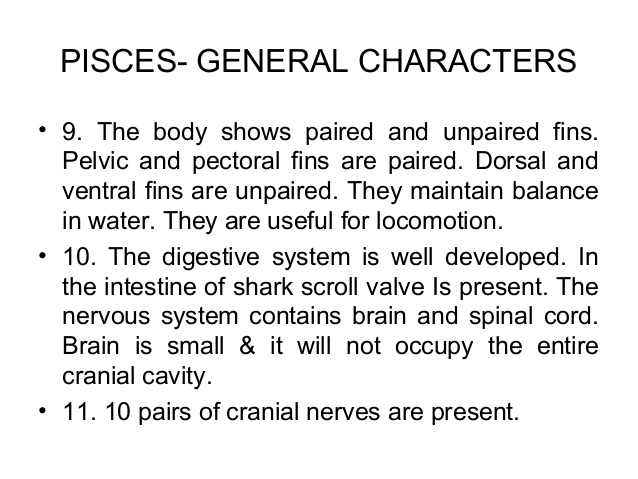 PISCES- GENERAL CHARACTERS
• 9. The body shows paired and unpaired fins.
Pelvic and pectoral fins are paired. Dorsal and
ventral fins are unpaired. They maintain balance
in water. They are useful for locomotion.
• 10. The digestive system is well developed. In
the intestine of shark scroll valve Is present. The
nervous system contains brain and spinal cord.
Brain is small & it will not occupy the entire
cranial cavity.
• 11. 10 pairs of cranial nerves are present.